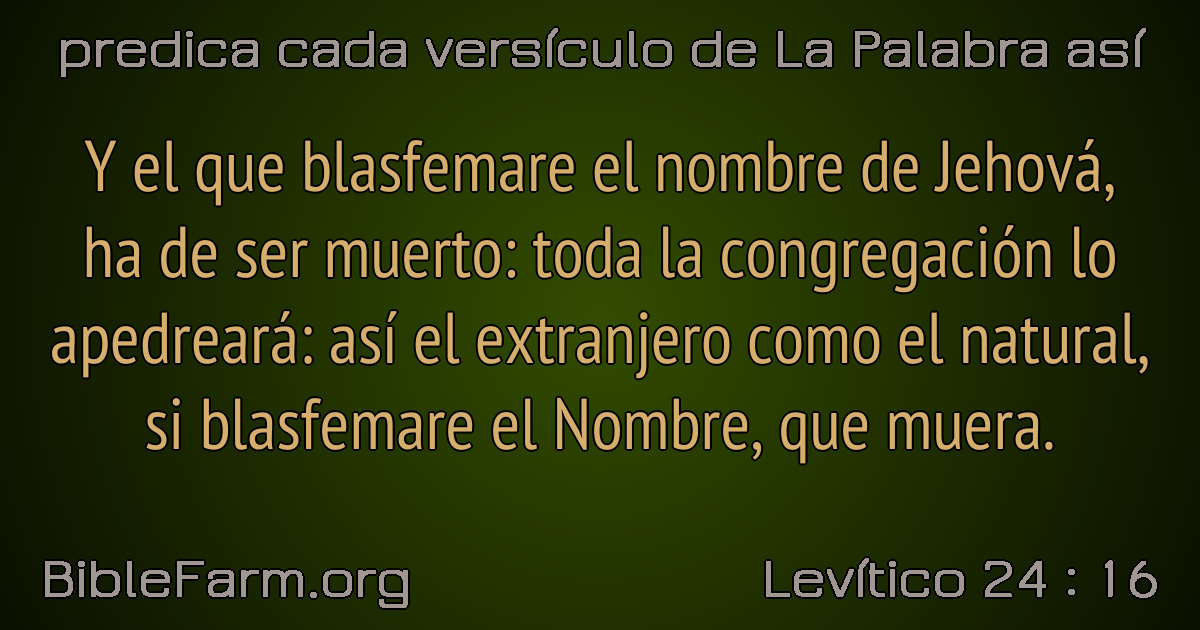 predica cada versículo de La Palabra así
Y el que blasfemare el nombre de Jehová,
ha de ser muerto: toda la congregación lo
apedreará: así el extranjero como el natural,
si blasfemare el Nombre, que muera.
BibleFarm.org
Levítico 24 : 16